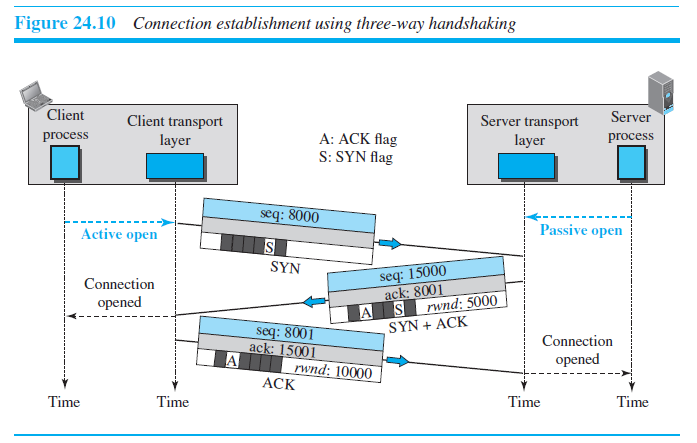 Figure 24.10 Connection establishment using three-way handshaking
Client
process
Client transport
layer
A: ACK flag
S: SYN flag
Server transport
layer
Server
process
seq: 8000
S
SYN
Active open
Passive open
seq: 15000
ack: 8001
A S rwnd: 5000
SYN + ACK
Connection
opened
seq: 8001
ack: 15001
A rwnd: 10000
ACK
Connection
opened
Time
Time
Time
Time